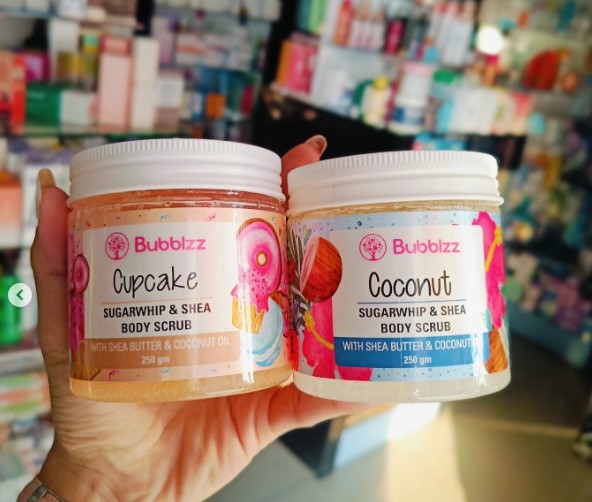 Bubblzz
Cupcake
SUGARWHIP & SHEA
BODY SCRUB
WITH SHEA BUTTER & COCONUT OIL
250 gm
Bubblzz
Coconut
SUGARWHIP & SHEA
BODY SCRUB
WITH SHEA BUTTER & COCONUT
250 gm